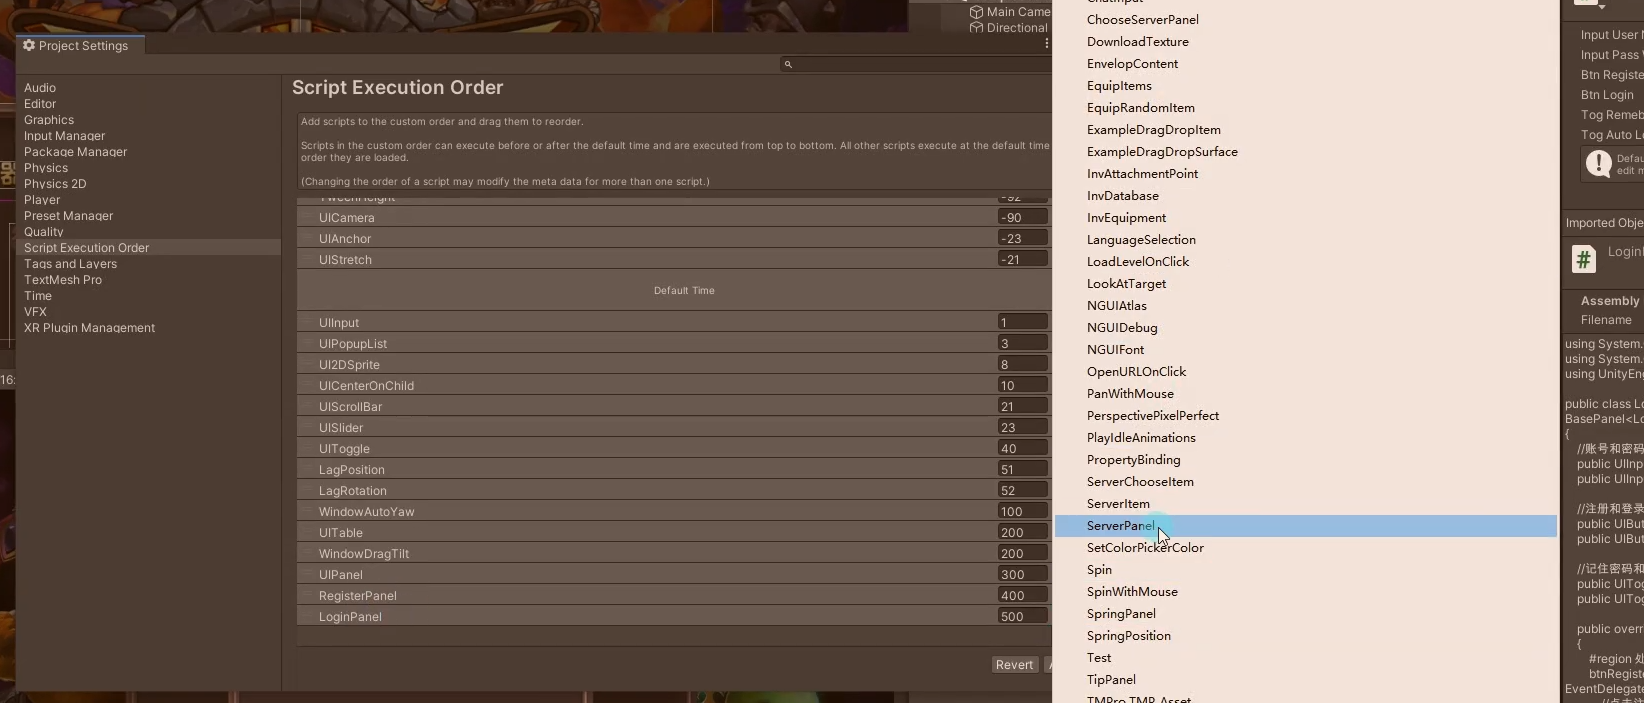 Project Settings
Audio
Editor
Graphics
Input Manager
Package Manager
Physics
Physics 2D
Player
Preset Manager
Quality
Script Execution Order
Tags and Layers
TextMesh Pro
Time
VFX
XR Plugin Management
Script Execution Order
Add scripts to the custom order and drag them to reorder.
Scripts in the custom order can execute before or after the default time and are executed from top to bottom. All other scripts execute at the default time
order they are loaded.
(Changing the order of a script may modify the meta data for more than one script.)
TweenHeight -92
UICamera -90
UIAnchor -23
UIStretch -21
Default Time
UIInput 1
UIPopupList 3
UI2DSprite 8
UICenterOnChild 10
UIScrollBar 21
UISlider 23
UIToggle 40
LagPosition 51
LagRotation 52
WindowAutoYaw 100
UITable 200
WindowDragTilt 200
UIPanel 300
RegisterPanel 400
LoginPanel 500
Revert
Main Came
Directional
ChatInput
ChooseServerPanel
DownloadTexture
EnvelopContent
EquipItems
EquipRandomItem
ExampleDragDropItem
ExampleDragDropSurface
InvAttachmentPoint
InvDatabase
InvEquipment
LanguageSelection
LoadLevelOnClick
LookAtTarget
NGUIAtlas
NGUIDebug
NGUIFont
OpenURLOnClick
PanWithMouse
PerspectivePixelPerfect
PlayIdleAnimations
PropertyBinding
ServerChooseItem
ServerItem
ServerPanel
SetColorPickerColor
Spin
SpinWithMouse
SpringPanel
SpringPosition
Test
TipPanel
TMPro.TMP_Asset
Input User
Input Pass
Btn Registe
Btn Login
Tog Remeb
Tog Auto L
Defau
edit m
Imported Obje
#
Login
Assembly
Filename
using System.
using System.
using UnityEng
public class Lo
BasePanel<Lo
{
//账号和密码
public UIInp
public UIInp
//注册和登录
public UIBut
public UIBut
//记住密码和
public UITog
public UITog
public overr
{
#region 处
btnRegiste
EventDelegate
16: